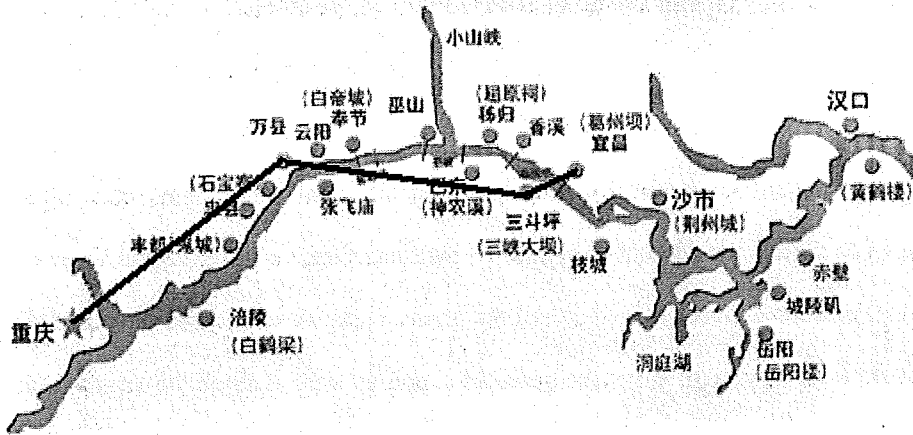 小山峡
(白帝城)
奉节
巫山
(屈原祠)
秭归
香溪
(葛州坝)
宜昌
汉口
万县
云阳
(石宝寨)
忠县
张飞庙
巴东
(神农溪)
沙市
(荆州城)
(黄鹤楼)
丰都(鬼城)
三斗坪
(三峡大坝)
枝城
赤壁
城陵矶
重庆
涪陵
(白鹤梁)
洞庭湖
岳阳
(岳阳楼)